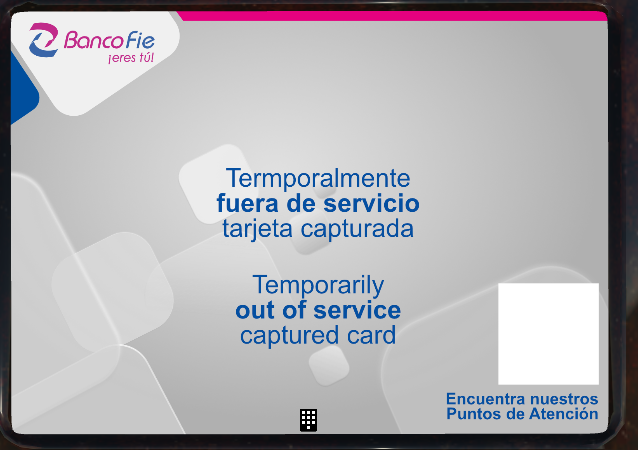 Banco Fie
¡eres tú!
Termporalmente
fuera de servicio
tarjeta capturada
Temporarily
out of service
captured card
Encuentra nuestros
Puntos de Atención